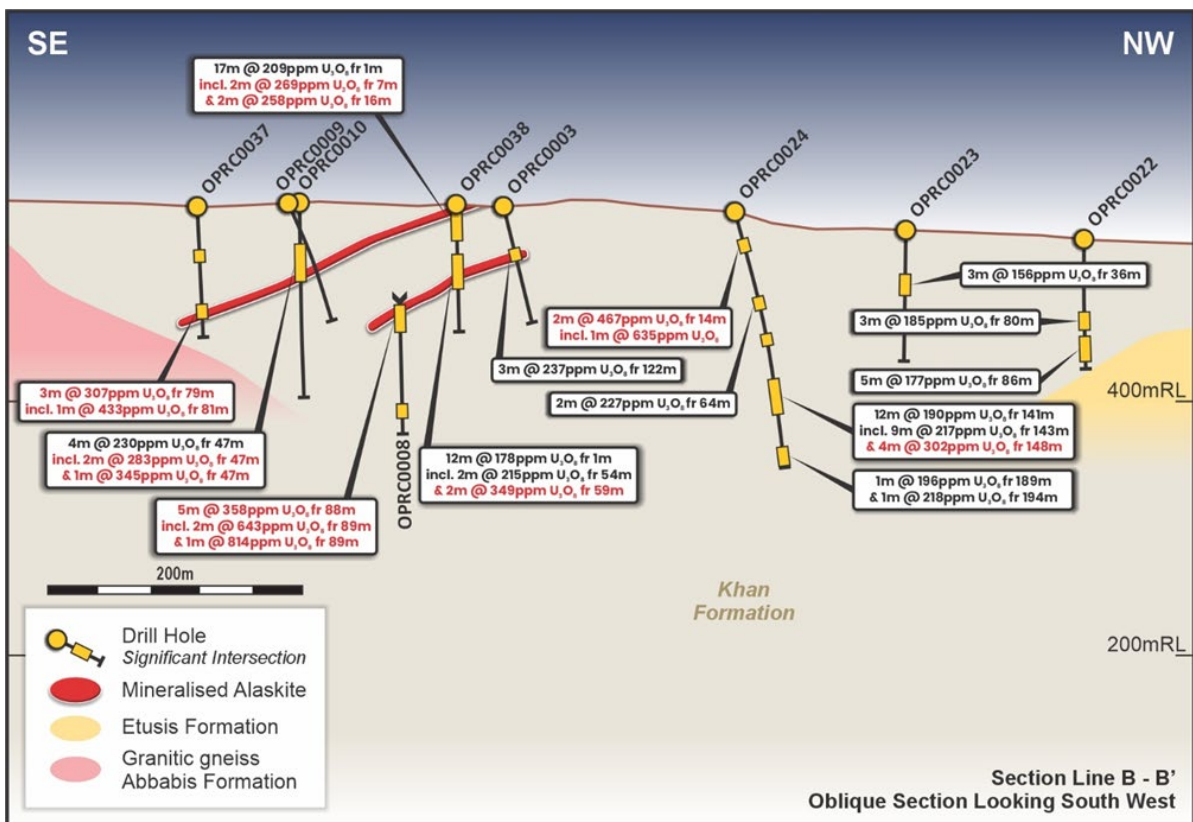 SE
NW
17m @ 209ppm U₃O₈ fr 1m
incl. 2m @ 269ppm U₃O₈ fr 7m
& 2m @ 258ppm U₃O₈ fr 16m
OPRC0037
OPRC0009
OPRC0010
OPRC0038
OPRC0003
OPRC0024
OPRC0023
OPRC0022
3m @ 156ppm U₃O₈ fr 36m
2m @ 467ppm U₃O₈ fr 14m
incl. 1m @ 635ppm U₃O₈
3m @ 185ppm U₃O₈ fr 80m
3m @ 237ppm U₃O₈ fr 122m
5m @ 177ppm U₃O₈ fr 86m
3m @ 307ppm U₃O₈ fr 79m
incl. 1m @ 433ppm U₃O₈ fr 81m
2m @ 227ppm U₃O₈ fr 64m
400mRL
4m @ 230ppm U₃O₈ fr 47m
incl. 2m @ 283ppm U₃O₈ fr 47m
& 1m @ 345ppm U₃O₈ fr 47m
OPRC0008
12m @ 178ppm U₃O₈ fr 1m
incl. 2m @ 215ppm U₃O₈ fr 54m
& 2m @ 349ppm U₃O₈ fr 59m
12m @ 190ppm U₃O₈ fr 141m
incl. 9m @ 217ppm U₃O₈ fr 143m
& 4m @ 302ppm U₃O₈ fr 148m
1m @ 196ppm U₃O₈ fr 189m
& 1m @ 218ppm U₃O₈ fr 194m
5m @ 358ppm U₃O₈ fr 88m
incl. 2m @ 643ppm U₃O₈ fr 89m
& 1m @ 814ppm U₃O₈ fr 89m
200m
Khan
Formation
200mRL
Drill Hole
Significant Intersection
Mineralised Alaskite
Etusis Formation
Granitic gneiss
Abbabis Formation
Section Line B - B’
Oblique Section Looking South West